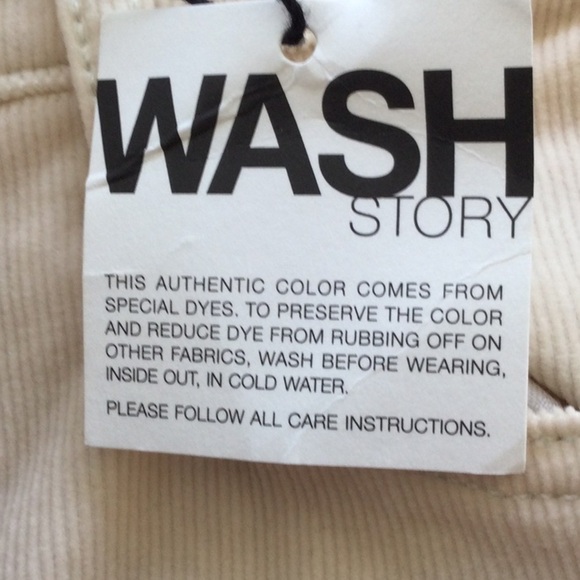 WASH
STORY
THIS AUTHENTIC COLOR COMES FROM
SPECIAL DYES. TO PRESERVE THE COLOR
AND REDUCE DYE FROM RUBBING OFF ON
OTHER FABRICS, WASH BEFORE WEARING,
INSIDE OUT, IN COLD WATER.
PLEASE FOLLOW ALL CARE INSTRUCTIONS.